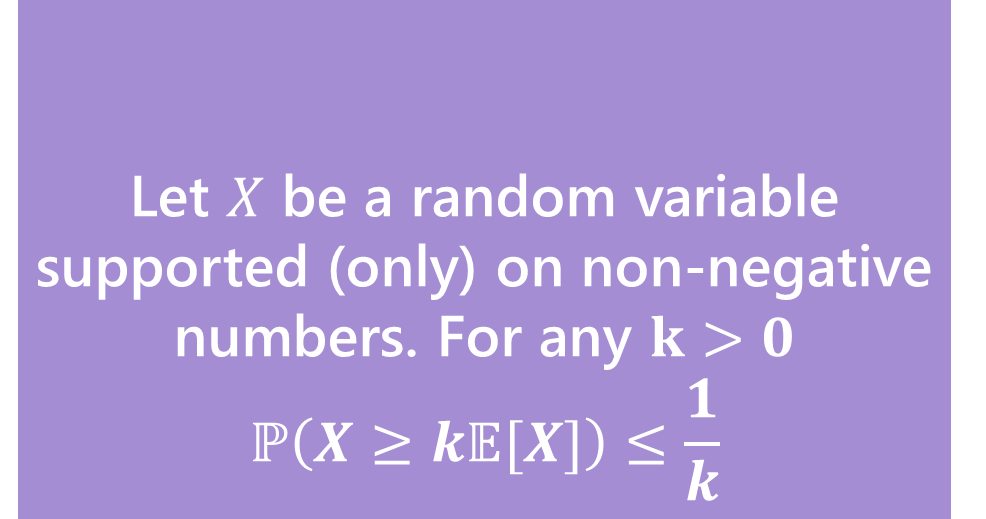 Let 𝑋 be a random variable
supported (only) on non-negative
numbers. For any 𝐤 > 𝟎
ℙ(𝑿 ≥ 𝒌𝔼[𝑿]) ≤ 𝟏/𝒌